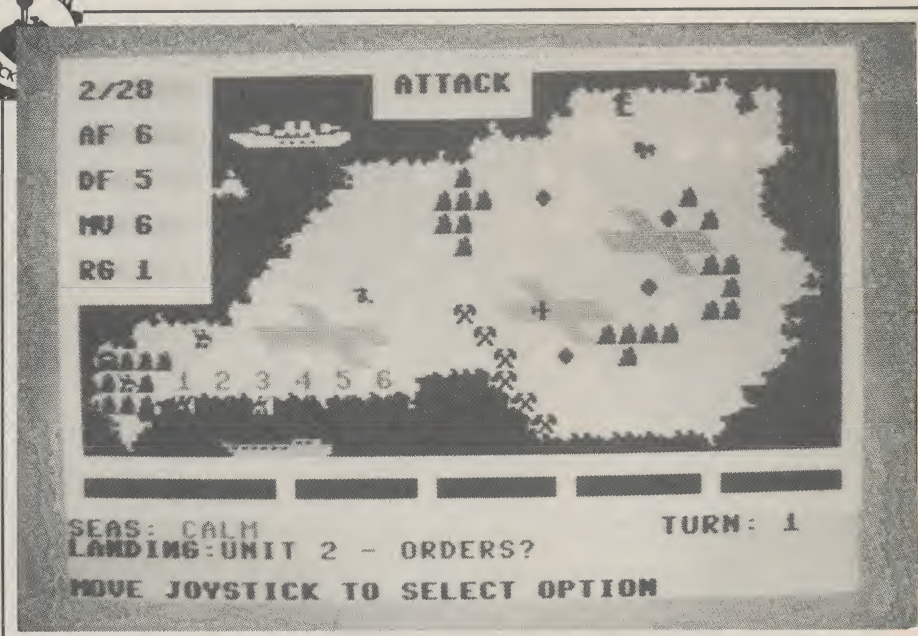 ATTACK
2/28
AF 6
DF 5
MV 6
RG 1
E
1 2 3 4 5 6
SEAS: CALM
TURN: 1
LANDING:UNIT 2 - ORDERS?
MOVE JOYSTICK TO SELECT OPTION